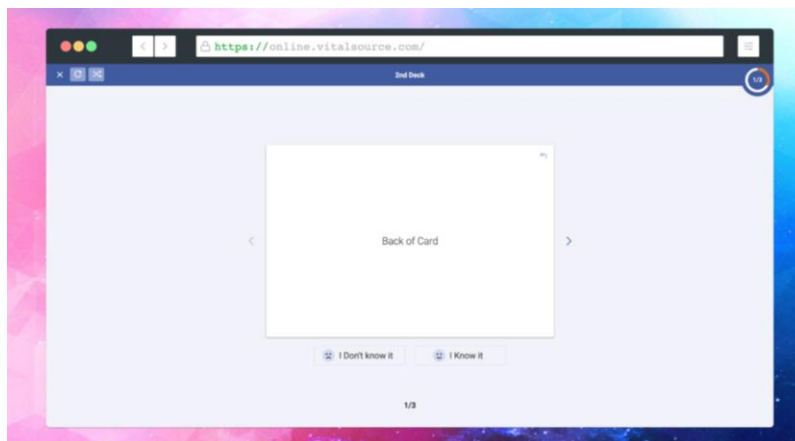 https://online.vitalsource.com/
2nd Deck
1/3
Back of Card
I Don't know it
I Know it
1/3